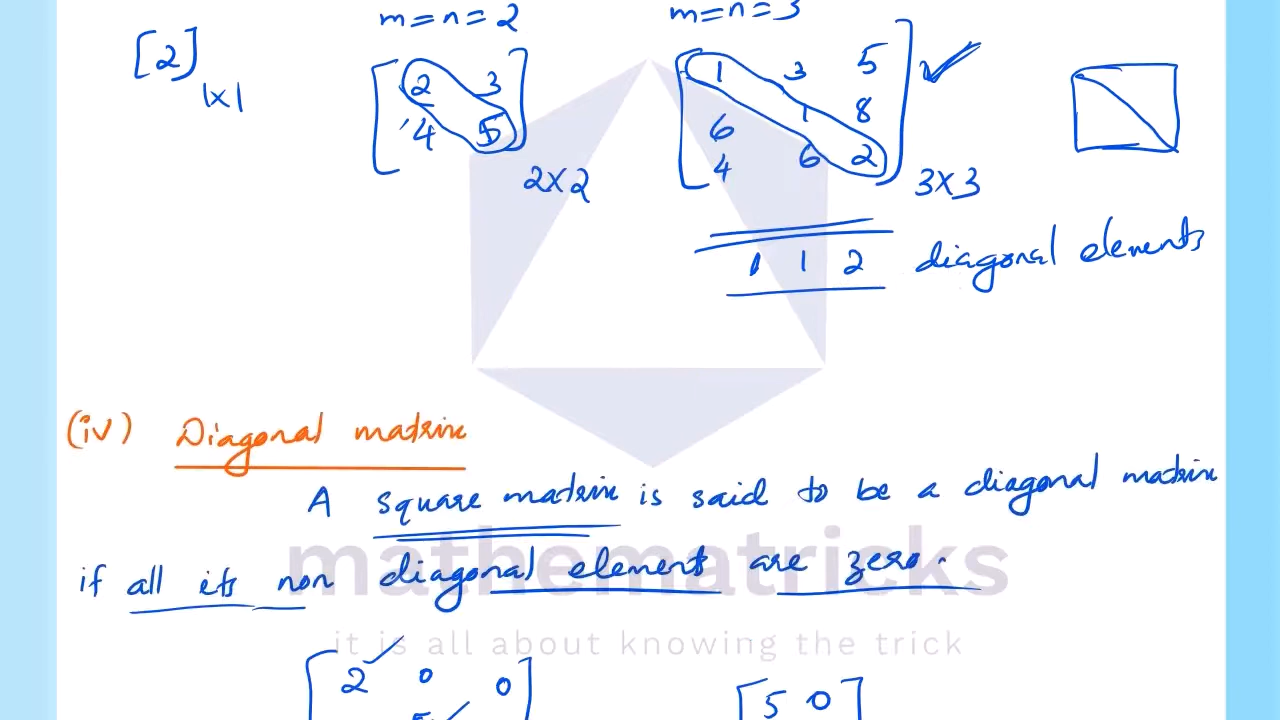 m=n=2 m=n=3
[2] 1×1
[2 3
4 5] 2×2
[1 3 5
6 1 8
4 6 2] 3×3
1 1 2 diagonal elements
(iv) Diagonal matrix
A square matrix is said to be a diagonal matrix
if all its non diagonal element are zero.
mathematricks
it is all about knowing the trick
[2 0 0] [5 0]
5